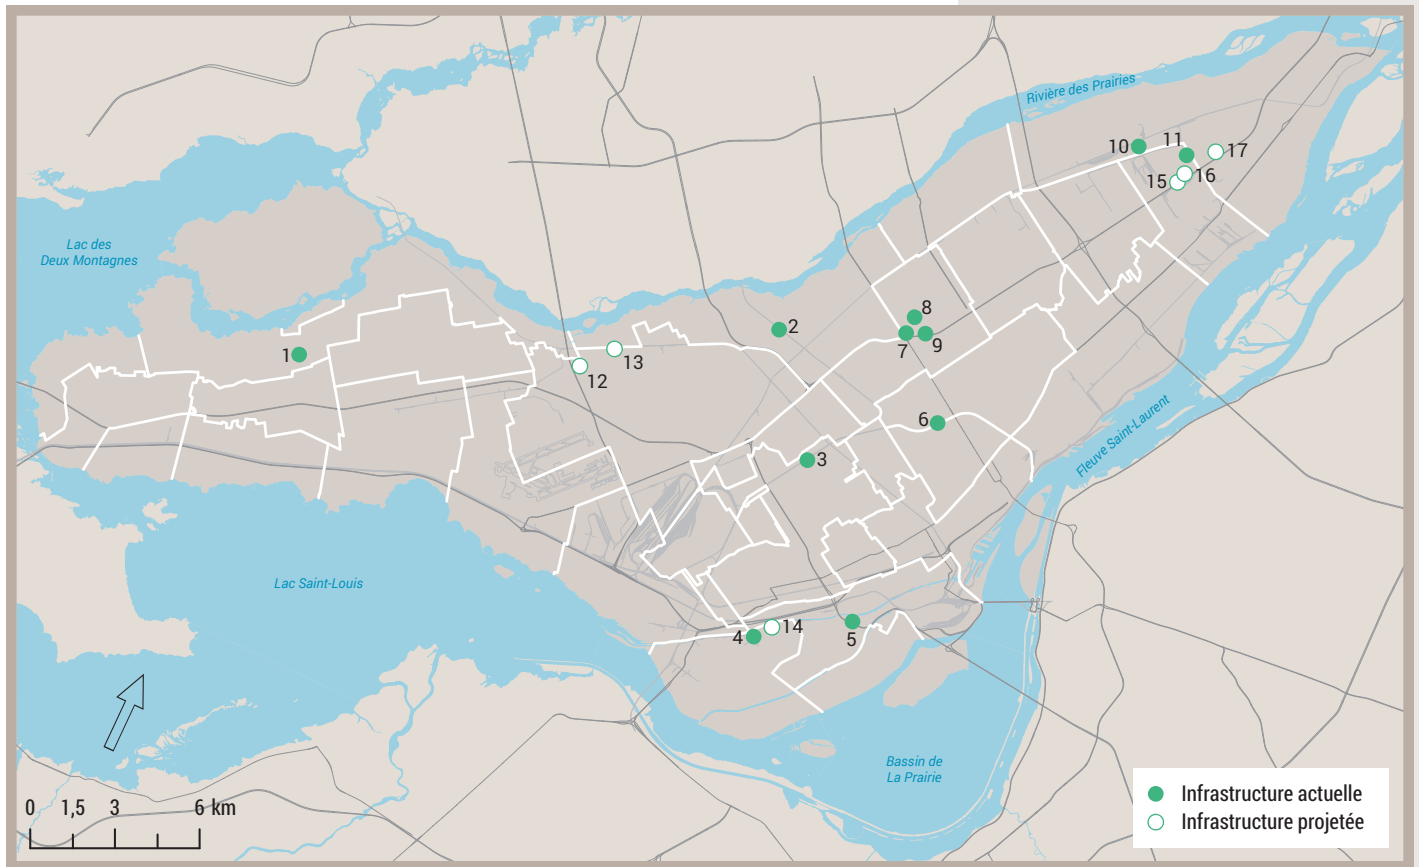 Rivière des Prairies
10
11
17
15
16
Lac des
Deux Montagnes
8
2
7
9
1
13
12
6
Fleuve Saint-Laurent
3
Lac Saint-Louis
14
4
5
Bassin de
La Prairie
0 1,5 3 6 km
Infrastructure actuelle
Infrastructure projetée